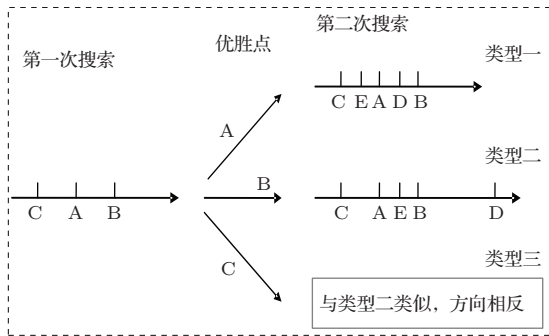 优胜点
第二次搜索
第一次搜索
类型一
C E A D B
A
类型二
B
C A B
C A E B D
C
类型三
与类型二类似，方向相反